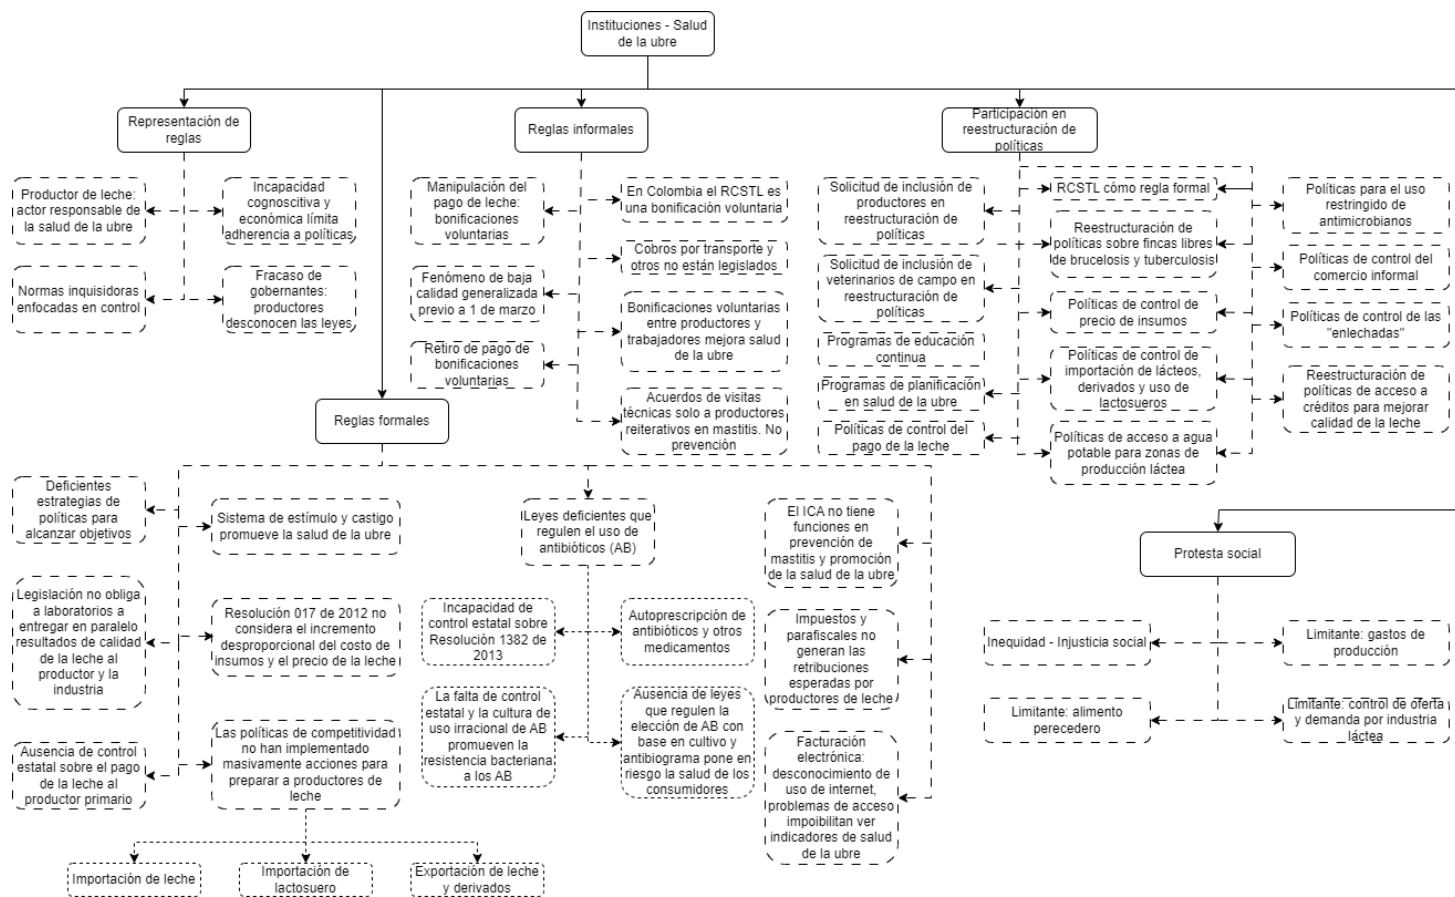 Instituciones - Salud
de la ubre
Representación de
reglas
Productor de leche:
actor responsable de
la salud de la ubre
Incapacidad
cognoscitiva y
económica límita
adherencia a políticas
Normas inquisidoras
enfocadas en control
Fracaso de
gobernantes:
productores
desconocen las leyes
Reglas informales
Manipulación del
pago de leche:
bonificaciones
voluntarias
En Colombia el RCSTL es
una bonificación voluntaria
Cobros por transporte y
otros no están legislados
Fenómeno de baja
calidad generalizada
previo a 1 de marzo
Bonificaciones voluntarias
entre productores y
trabajadores mejora salud
de la ubre
Retiro de pago de
bonificaciones
voluntarias
Acuerdos de visitas
técnicas solo a productores
reiterativos en mastitis. No
prevención
Participación en
reestructuración de
políticas
Solicitud de inclusión de
productores en
reestructuración de
políticas
RCSTL cómo regla formal
Políticas para el uso
restringido de
antimicrobianos
Reestructuración de
políticas sobre fincas libres
de brucelosis y tuberculosis
Políticas de control del
comercio informal
Solicitud de inclusión de
veterinarios de campo en
reestructuración de
políticas
Políticas de control de
precio de insumos
Políticas de control de las
"enlechadas"
Programas de educación
continua
Políticas de control de
importación de lácteos,
derivados y uso de
lactosueros
Programas de planificación
en salud de la ubre
Reestructuración de
políticas de acceso a
créditos para mejorar
calidad de la leche
Políticas de control del
pago de la leche
Políticas de acceso a agua
potable para zonas de
producción láctea
Reglas formales
Deficientes
estrategias de
políticas para
alcanzar objetivos
Sistema de estímulo y castigo
promueve la salud de la ubre
Legislación no obliga
a laboratorios a
entregar en paralelo
resultados de calidad
de la leche al
productor y la
industria
Resolución 017 de 2012 no
considera el incremento
desproporcional del costo de
insumos y el precio de la leche
Ausencia de control
estatal sobre el pago
de la leche al
productor primario
Las políticas de competitividad
no han implementado
masivamente acciones para
preparar a productores de
leche
Importación de leche
Importación de
lactosuero
Exportación de leche
y derivados
Leyes deficientes que
regulen el uso de
antibióticos (AB)
Incapacidad de
control estatal sobre
Resolución 1382 de
2013
Autoprescripción de
antibióticos y otros
medicamentos
La falta de control
estatal y la cultura de
uso irracional de AB
promueven la
resistencia bacteriana
a los AB
Ausencia de leyes
que regulen la
elección de AB con
base en cultivo y
antibiograma pone en
riesgo la salud de los
consumidores
El ICA no tiene
funciones en
prevención de
mastitis y promoción
de la salud de la ubre
Impuestos y
parafiscales no
generan las
retribuciones
esperadas por
productores de leche
Facturación
electrónica:
desconocimiento de
uso de internet,
problemas de acceso
impoibilitan ver
indicadores de salud
de la ubre
Protesta social
Inequidad - Injusticia social
Limitante: gastos de
producción
Limitante: alimento
perecedero
Limitante: control de oferta
y demanda por industria
láctea